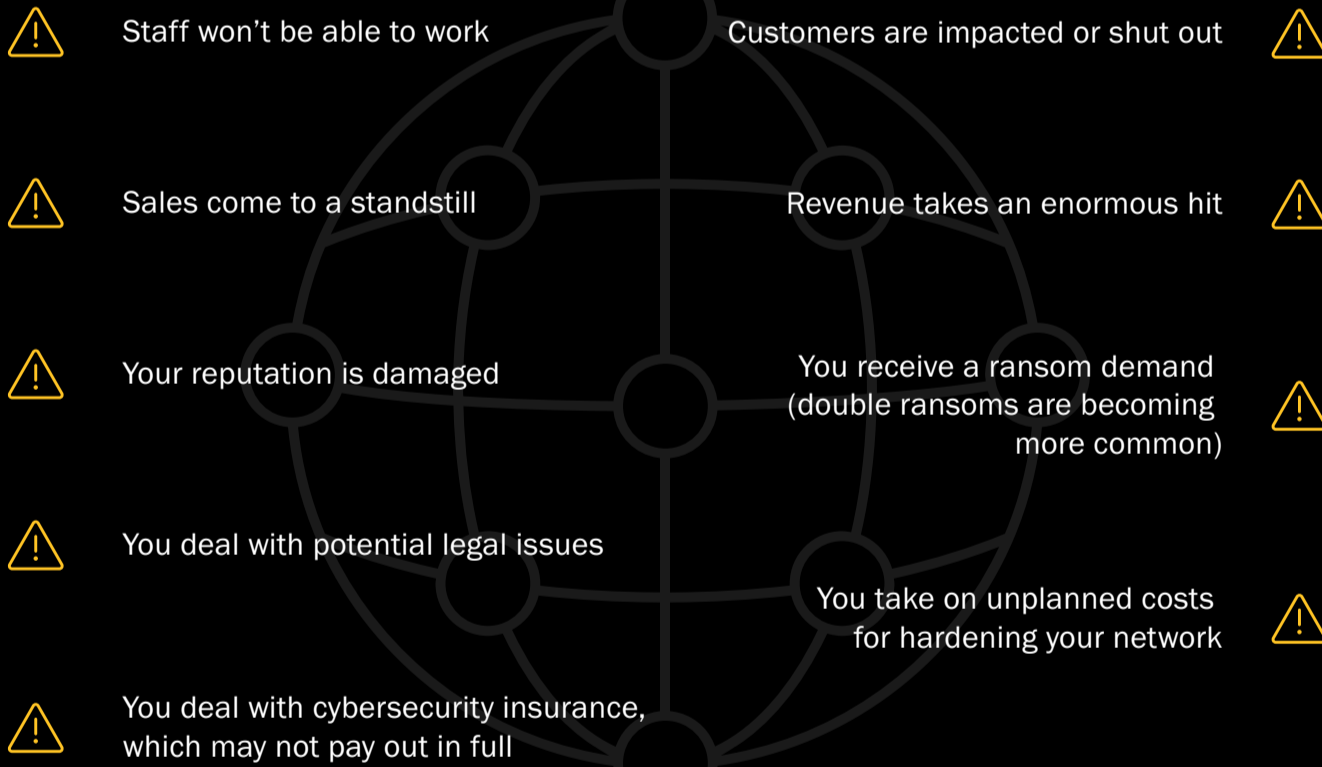 Staff won’t be able to work
Customers are impacted or shut out
Sales come to a standstill
Revenue takes an enormous hit
Your reputation is damaged
You receive a ransom demand
(double ransoms are becoming
more common)
You deal with potential legal issues
You take on unplanned costs
for hardening your network
You deal with cybersecurity insurance,
which may not pay out in full